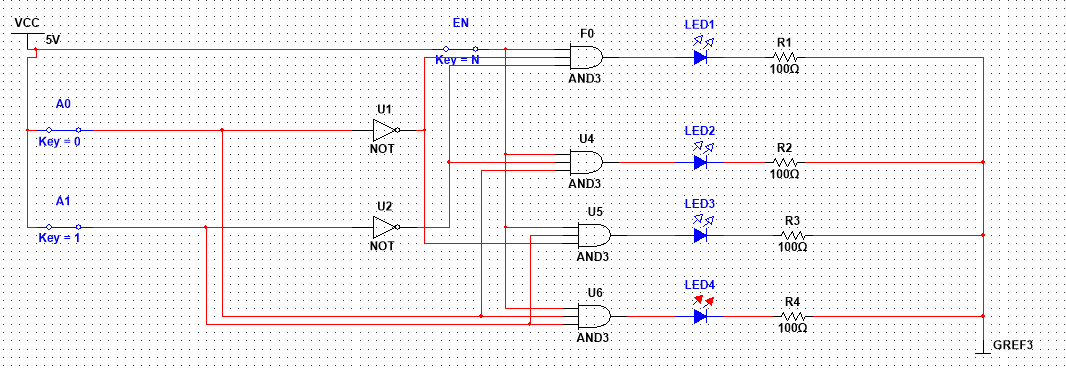 VCC
5V
EN
Key = N
F0
AND3
LED1
R1
100Ω
A0
Key = 0
U1
NOT
U4
AND3
LED2
R2
100Ω
A1
Key = 1
U2
NOT
U5
AND3
LED3
R3
100Ω
U6
AND3
LED4
R4
100Ω
GREF3